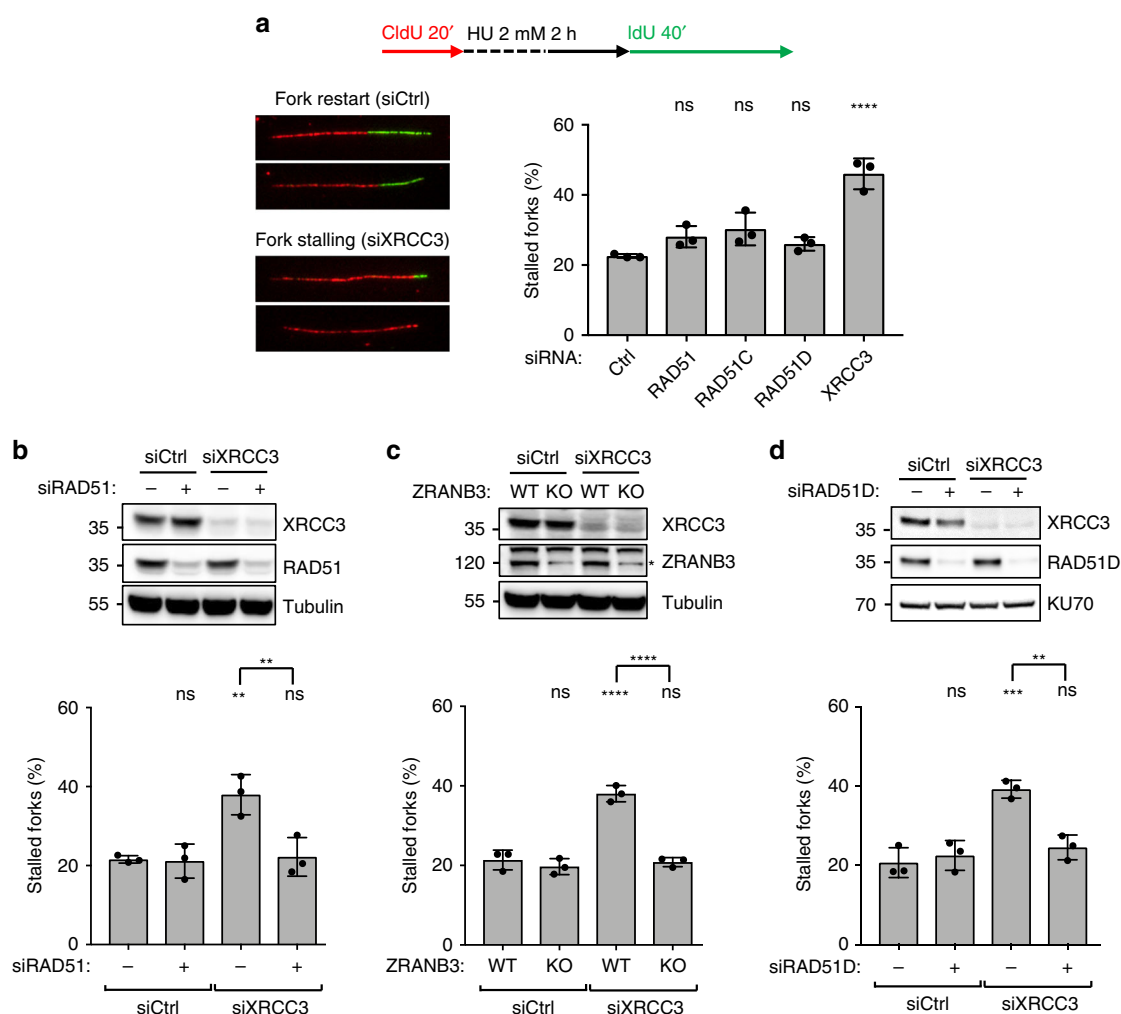 a
CldU 20′ HU 2 mM 2 h IdU 40′
Fork restart (siCtrl)
Fork stalling (siXRCC3)
ns ns ns ****
Stalled forks (%)
60
40
20
0
siRNA: Ctrl RAD51 RAD51C RAD51D XRCC3
b
siCtrl siXRCC3
siRAD51: – + – +
35 XRCC3
35 RAD51
55 Tubulin
**
ns ** ns
Stalled forks (%)
60
40
20
0
siRAD51: – + – +
siCtrl siXRCC3
c
siCtrl siXRCC3
ZRANB3: WT KO WT KO
35 XRCC3
120 * ZRANB3
55 Tubulin
****
ns **** ns
Stalled forks (%)
60
40
20
0
ZRANB3: WT KO WT KO
siCtrl siXRCC3
d
siCtrl siXRCC3
siRAD51D: – + – +
35 XRCC3
35 RAD51D
70 KU70
**
ns *** ns
Stalled forks (%)
60
40
20
0
siRAD51D: – + – +
siCtrl siXRCC3